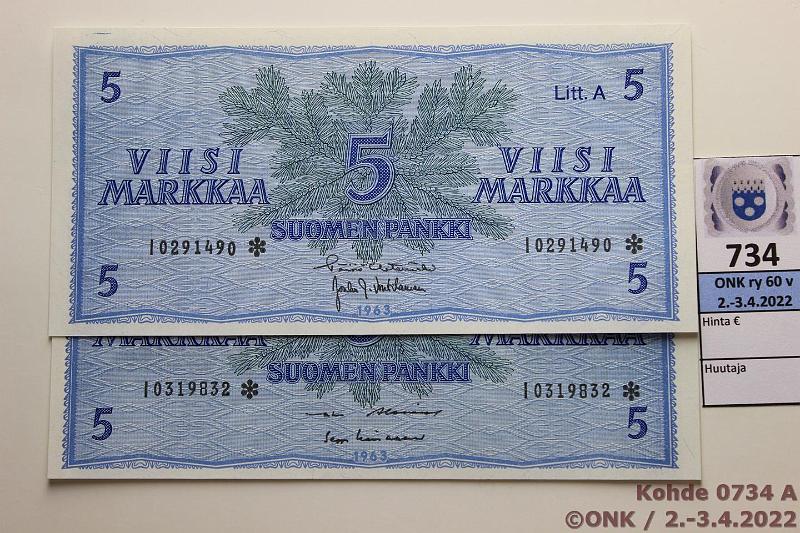 5 Litt. A 5
VIISI 5 VIISI
MARKKAA MARKKAA
SUOMEN PANKKI
I0291490 * I0291490 *
5 5
1963
MARKKAA MARKKAA
SUOMEN PANKKI
I0319832 * I0319832 *
5 5
1963
734
ONK ry 60 v
2.-3.4.2022
Hinta €
Huutaja
Kohde 0734 A
©ONK / 2.-3.4.2022